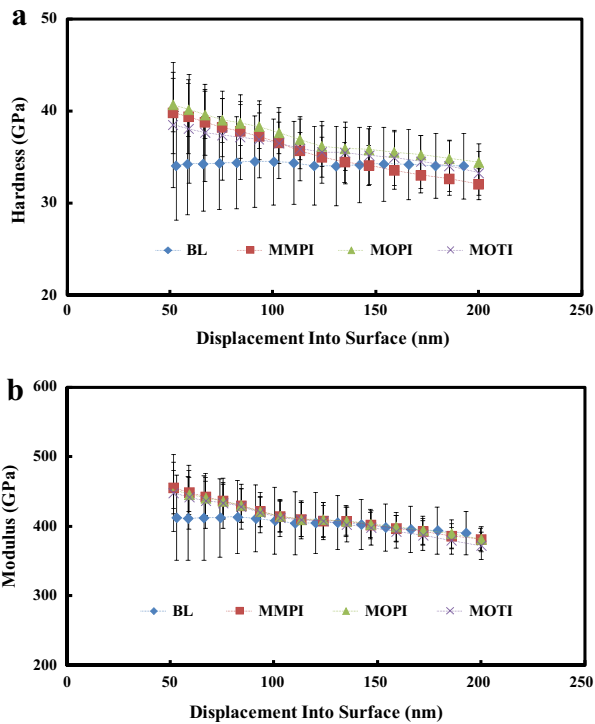 a
50
40
30
20
Hardness (GPa)
BL MMPI MOPI MOTI
0 50 100 150 200 250
Displacement Into Surface (nm)
b
600
500
400
300
200
Modulus (GPa)
BL MMPI MOPI MOTI
0 50 100 150 200 250
Displacement Into Surface (nm)